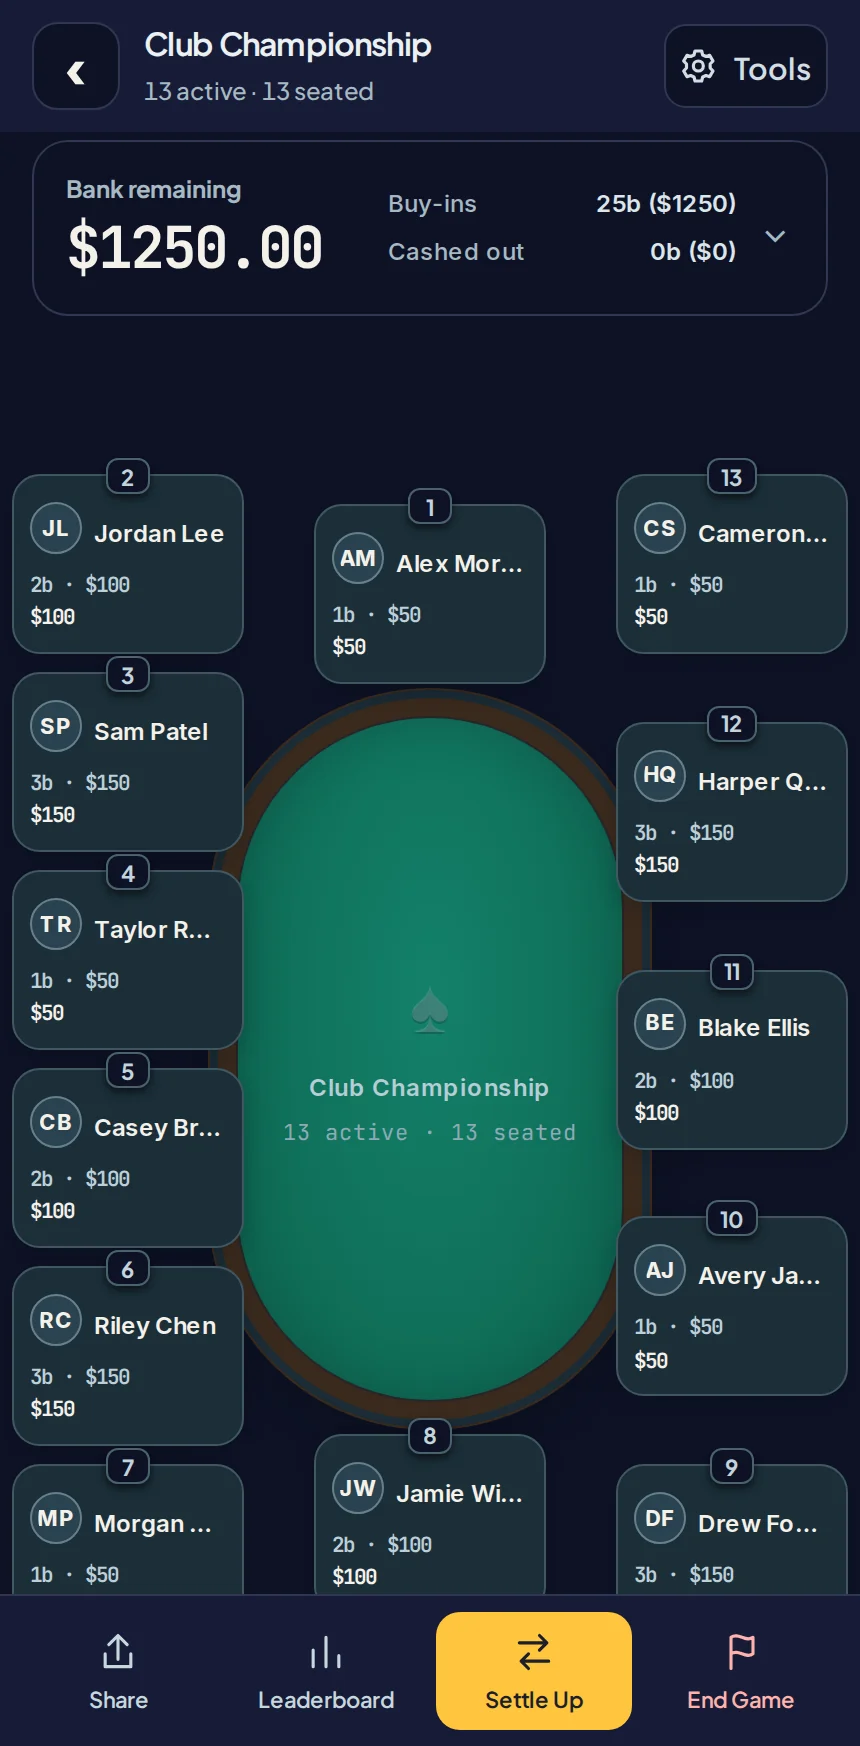 Club Championship
13 active · 13 seated
Tools
Bank remaining
$1250.00
Buy-ins 25b ($1250)
Cashed out 0b ($0)
2
JL Jordan Lee
2b · $100
$100
1
AM Alex Mor...
1b · $50
$50
13
CS Cameron...
1b · $50
$50
3
SP Sam Patel
3b · $150
$150
12
HQ Harper Q...
3b · $150
$150
4
TR Taylor R...
1b · $50
$50
11
BE Blake Ellis
2b · $100
$100
Club Championship
13 active · 13 seated
5
CB Casey Br...
2b · $100
$100
10
AJ Avery Ja...
1b · $50
$50
6
RC Riley Chen
3b · $150
$150
7
MP Morgan ...
1b · $50
8
JW Jamie Wi...
2b · $100
$100
9
DF Drew Fo...
3b · $150
Share
Leaderboard
Settle Up
End Game